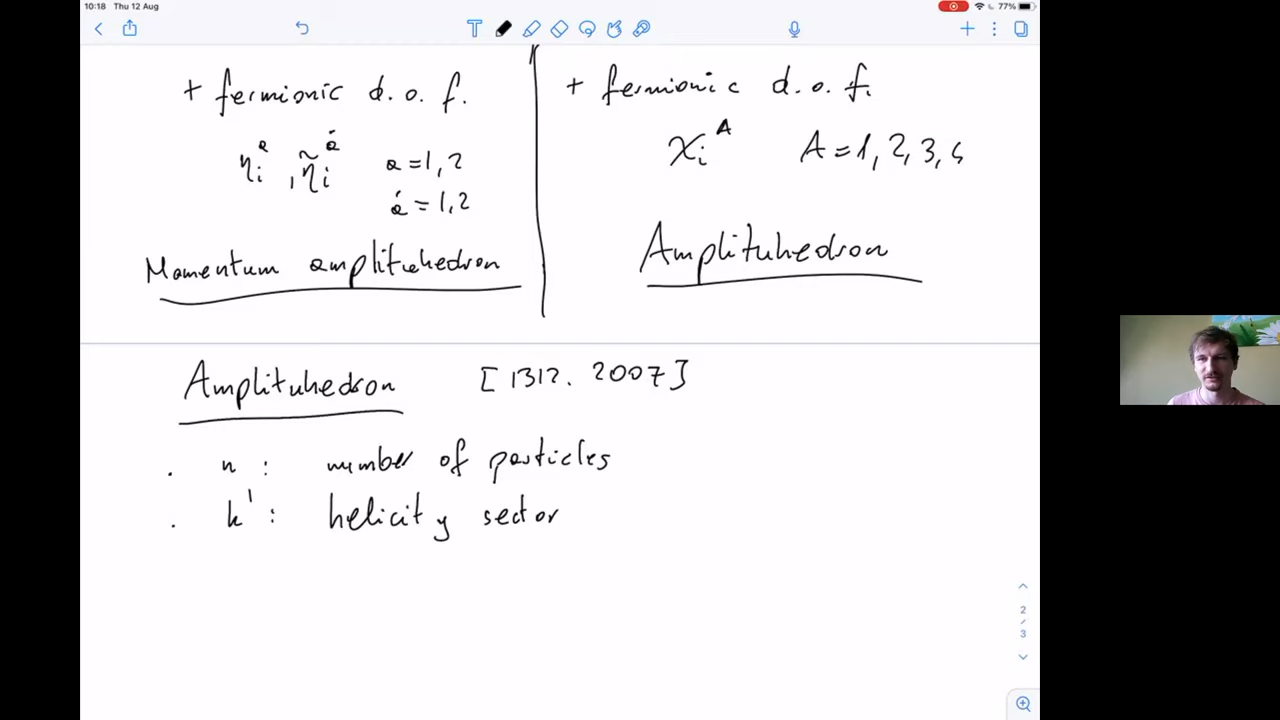 10:18 Thu 12 Aug
77%
+ fermionic d.o.f.
η_i^a, η̃_i^ȧ a=1,2
ȧ=1,2
Momentum amplituhedron
+ fermionic d.o.f.
χ_i^A A=1,2,3,4
Amplituhedron
Amplituhedron [1312.2007]
. n : number of particles
. k' : helicity sector
2
/
3